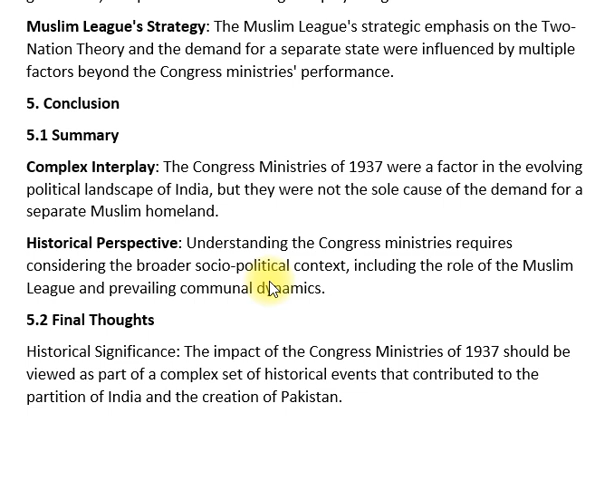 Muslim League's Strategy: The Muslim League's strategic emphasis on the Two-
Nation Theory and the demand for a separate state were influenced by multiple
factors beyond the Congress ministries' performance.
5. Conclusion
5.1 Summary
Complex Interplay: The Congress Ministries of 1937 were a factor in the evolving
political landscape of India, but they were not the sole cause of the demand for a
separate Muslim homeland.
Historical Perspective: Understanding the Congress ministries requires
considering the broader socio-political context, including the role of the Muslim
League and prevailing communal dynamics.
5.2 Final Thoughts
Historical Significance: The impact of the Congress Ministries of 1937 should be
viewed as part of a complex set of historical events that contributed to the
partition of India and the creation of Pakistan.